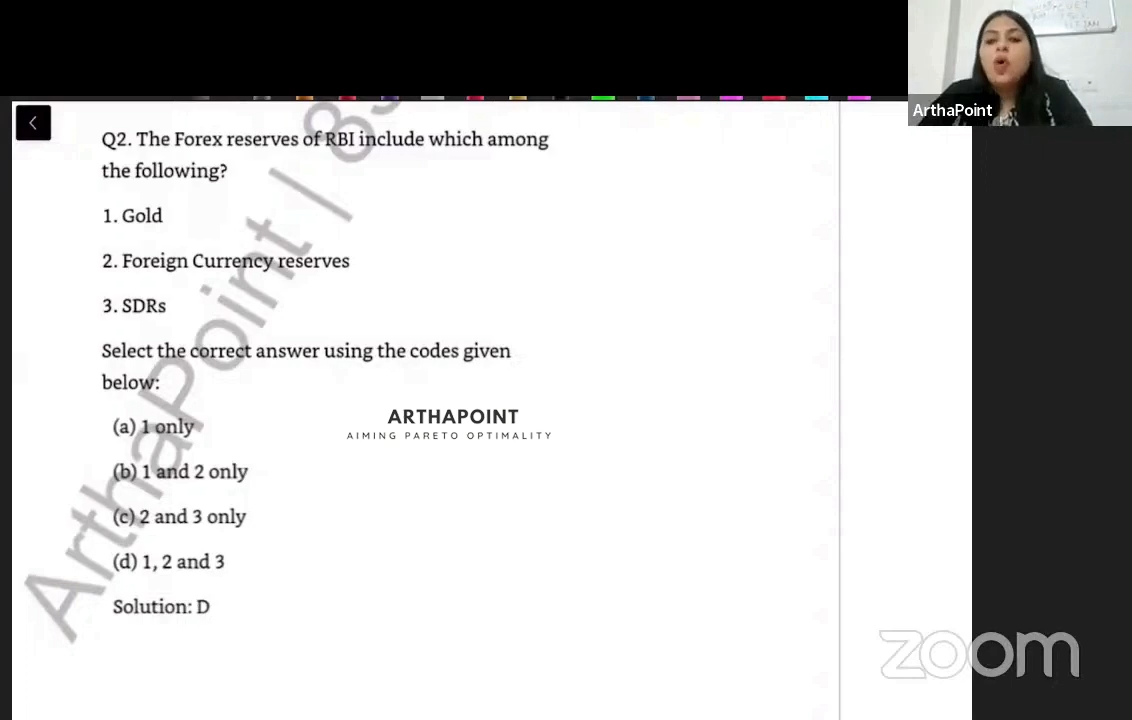 ArthaPoint
Q2. The Forex reserves of RBI include which among
the following?
1. Gold
2. Foreign Currency reserves
3. SDRs
Select the correct answer using the codes given
below:
(a) 1 only
ARTHAPOINT
AIMING PARETO OPTIMALITY
(b) 1 and 2 only
(c) 2 and 3 only
(d) 1, 2 and 3
Solution: D
ArthaPoint |
zoom